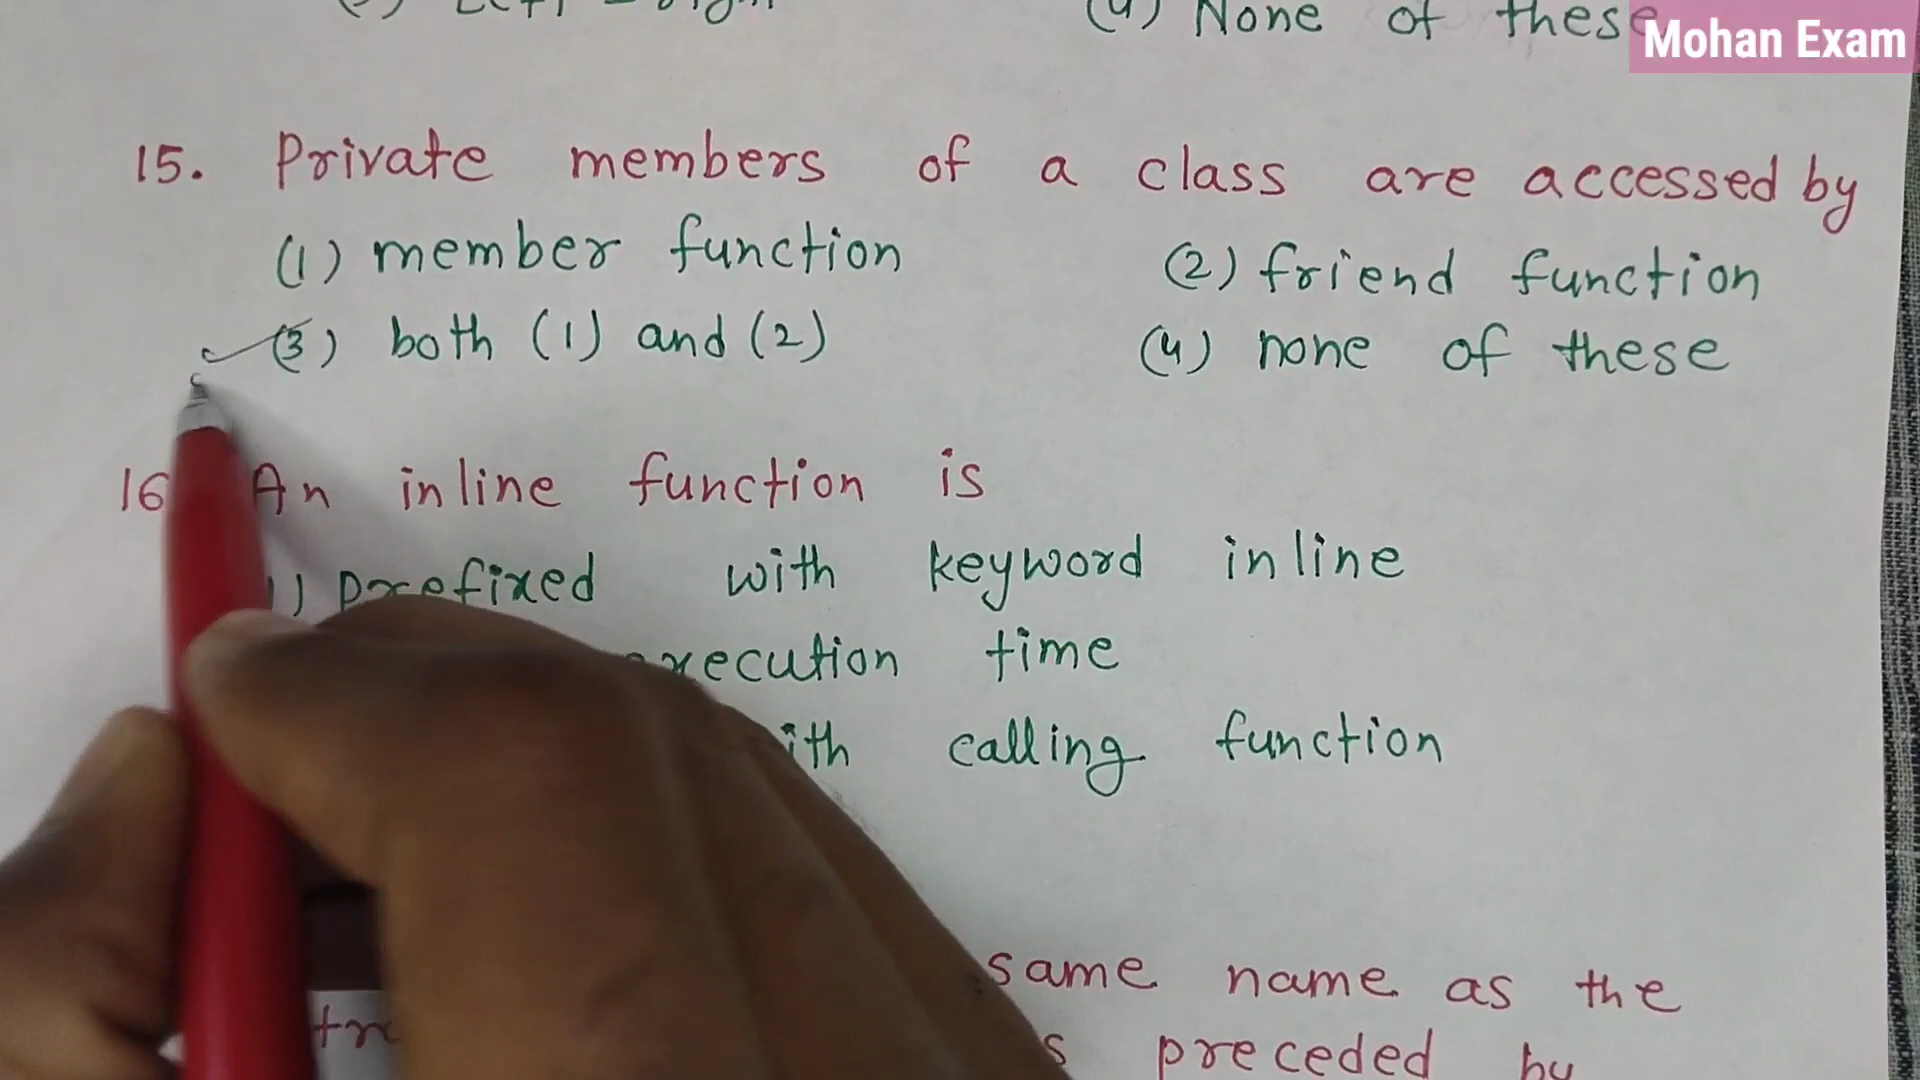 (4) None of these
Mohan Exam
15. Private members of a class are accessed by
(1) member function (2) friend function
(3) both (1) and (2) (4) none of these
16 An inline function is
prefixed with keyword inline
execution time
calling function
same name as the
preceded by